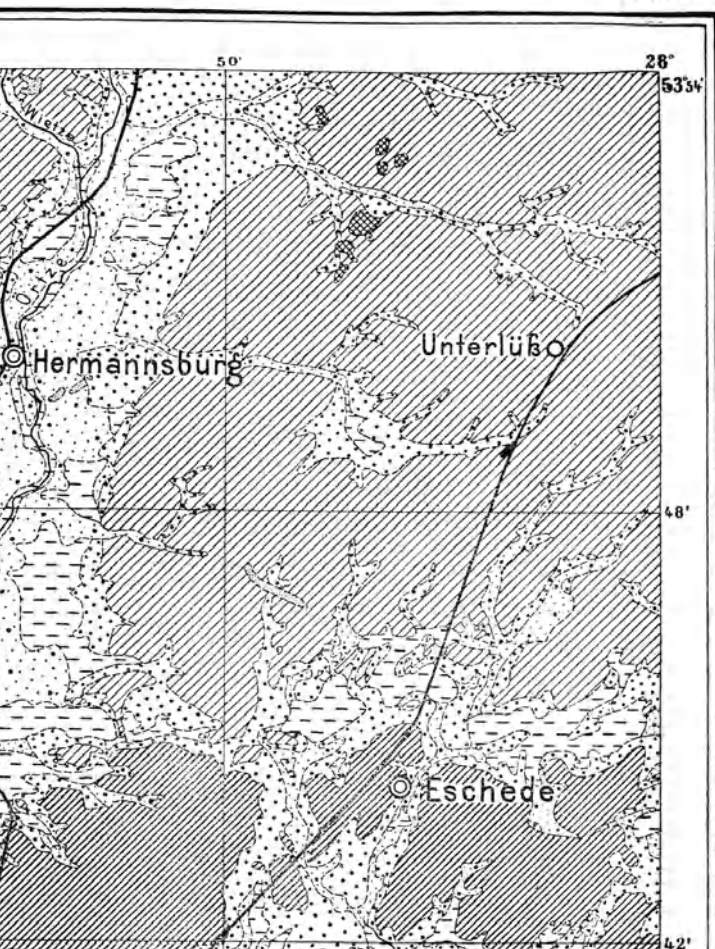 50'
28°
53°54'
Wietze
Örtze
Unterlüß
Hermannsburg
48'
Eschede
42'